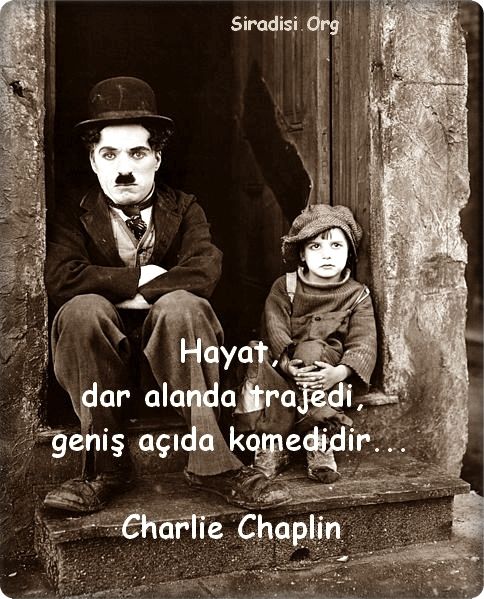 Siradisi.Org
Hayat,
dar alanda trajedi,
geniş açıda komedidir...
Charlie Chaplin